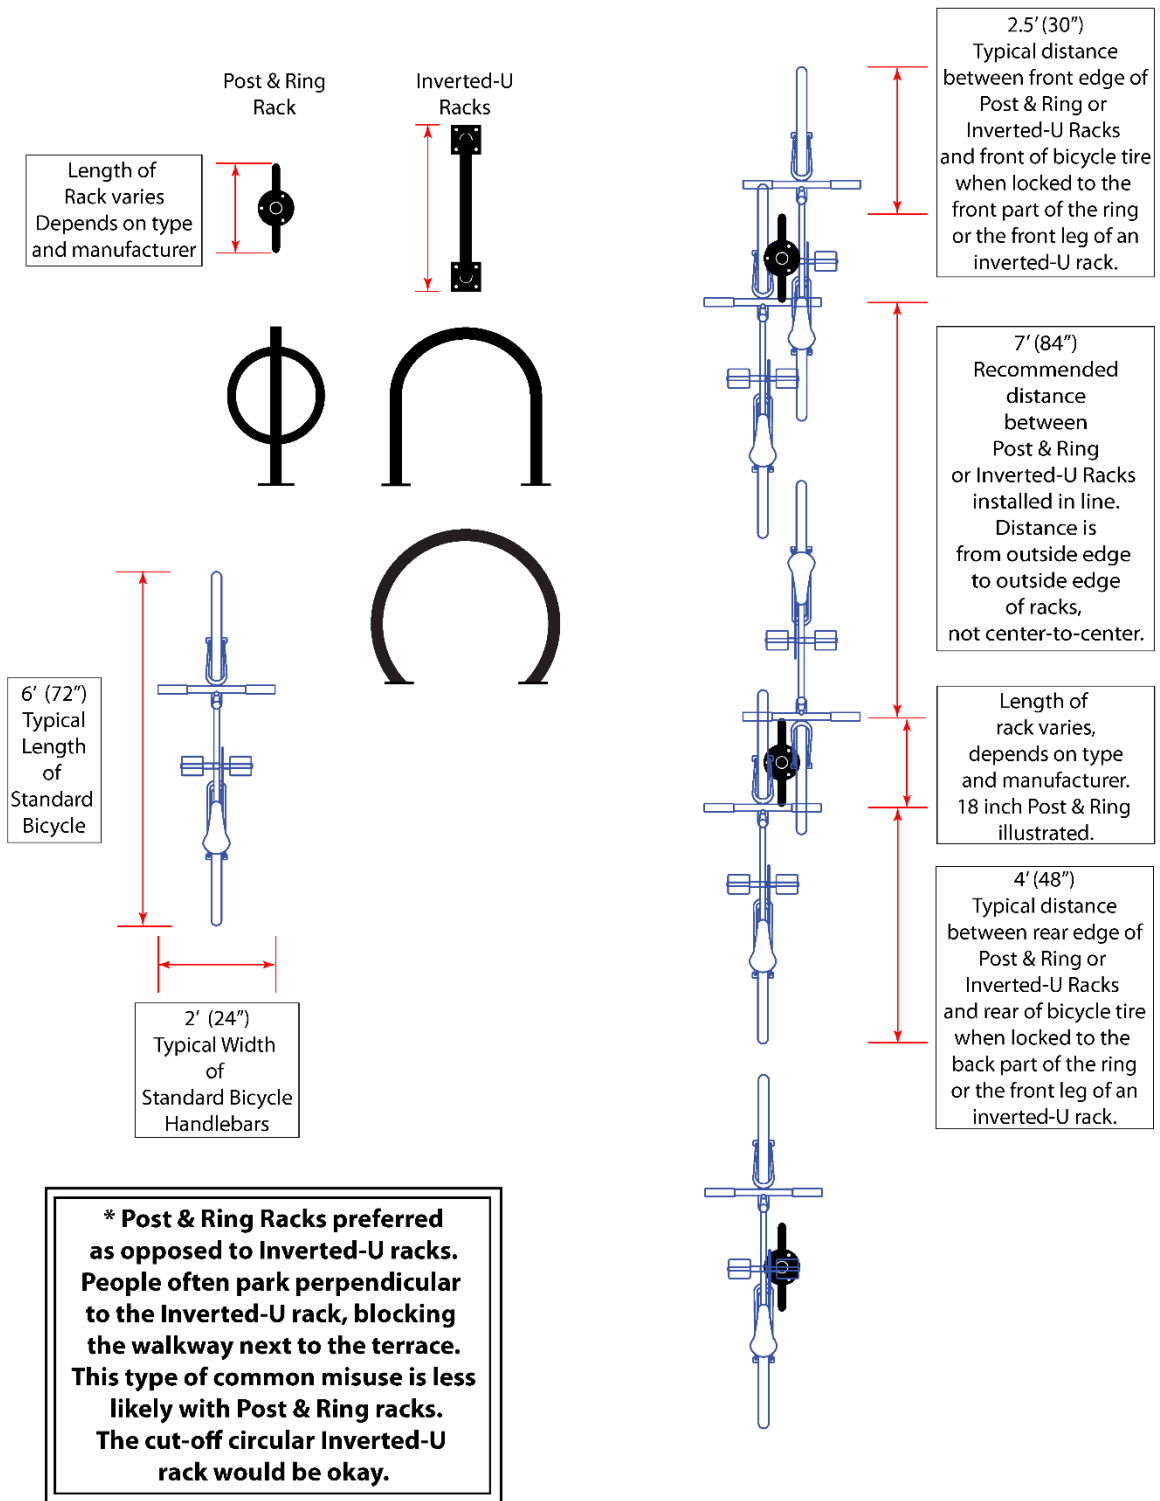 Post & Ring
Rack
Inverted-U
Racks
Length of
Rack varies
Depends on type
and manufacturer
6’ (72”)
Typical
Length
of
Standard
Bicycle
2’ (24”)
Typical Width
of
Standard Bicycle
Handlebars
* Post & Ring Racks preferred
as opposed to Inverted-U racks.
People often park perpendicular
to the Inverted-U rack, blocking
the walkway next to the terrace.
This type of common misuse is less
likely with Post & Ring racks.
The cut-off circular Inverted-U
rack would be okay.
2.5’ (30”)
Typical distance
between front edge of
Post & Ring or
Inverted-U Racks
and front of bicycle tire
when locked to the
front part of the ring
or the front leg of an
inverted-U rack.
7’ (84”)
Recommended
distance
between
Post & Ring
or Inverted-U Racks
installed in line.
Distance is
from outside edge
to outside edge
of racks,
not center-to-center.
Length of
rack varies,
depends on type
and manufacturer.
18 inch Post & Ring
illustrated.
4’ (48”)
Typical distance
between rear edge of
Post & Ring or
Inverted-U Racks
and rear of bicycle tire
when locked to the
back part of the ring
or the front leg of an
inverted-U rack.